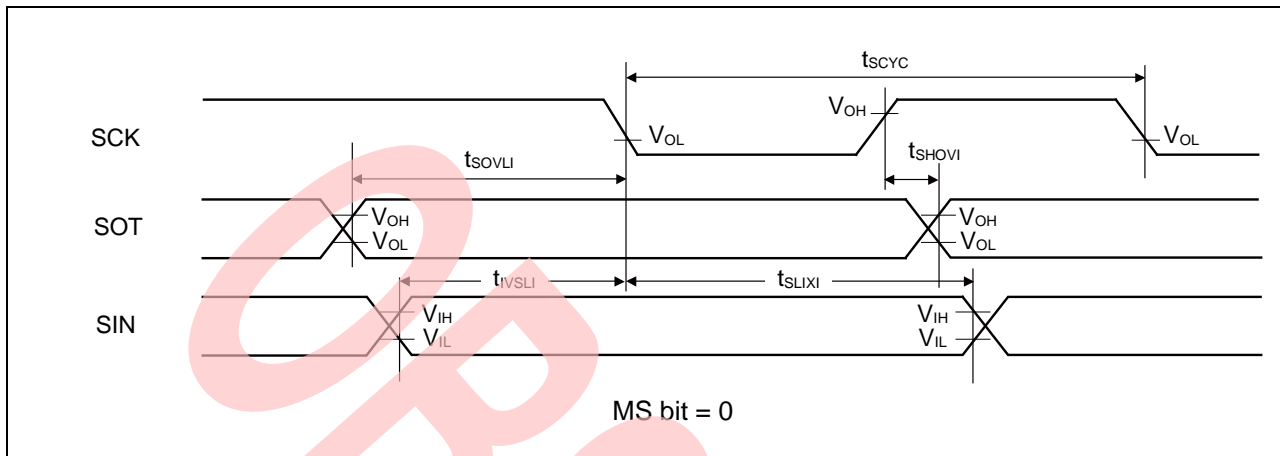 tSCYC
SCK
VOH
VOL
VOL
tSHOVI
tSOVLI
SOT
VOH
VOL
VOH
VOL
tIVSLI
tSLIXI
SIN
VIH
VIL
VIH
VIL
MS bit = 0